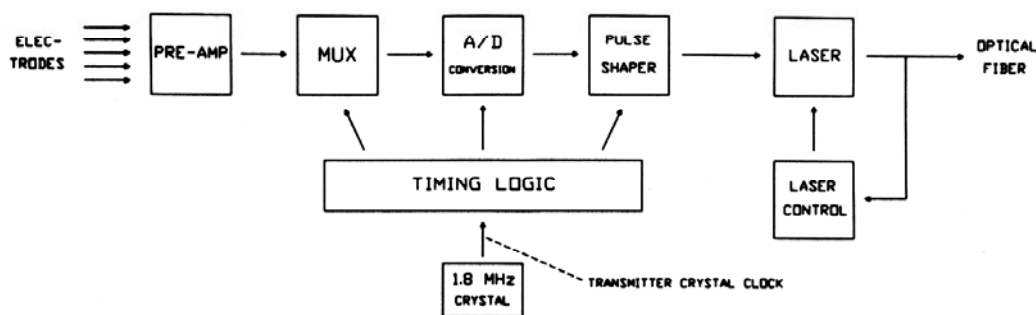 ELEC-
TRODES
PRE-AMP
MUX
A/D
CONVERSION
PULSE
SHAPER
LASER
OPTICAL
FIBER
TIMING LOGIC
LASER
CONTROL
1.8 MHz
CRYSTAL
TRANSMITTER CRYSTAL CLOCK